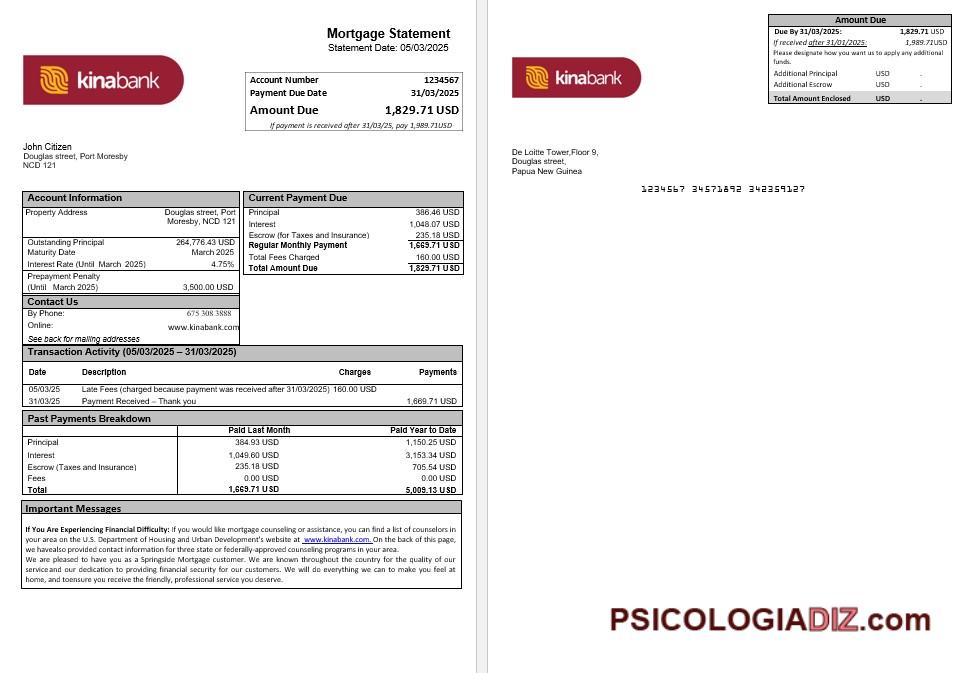 Mortgage Statement
Statement Date: 05/03/2025
kinabank
Account Number 1234567
Payment Due Date 31/03/2025
Amount Due 1,829.71 USD
If payment is received after 31/03/25, pay 1,989.71USD
John Citizen
Douglas street, Port Moresby
NCD 121
Account Information
Property Address Douglas street, Port
Moresby, NCD 121
Outstanding Principal 264,776.43 USD
Maturity Date March 2025
Interest Rate (Until March 2025) 4.75%
Prepayment Penalty
(Until March 2025) 3,500.00 USD
Contact Us
By Phone: 675 308 3888
Online: www.kinabank.com
See back for mailing addresses
Current Payment Due
Principal 386.46 USD
Interest 1,048.07 USD
Escrow (for Taxes and Insurance) 235.18 USD
Regular Monthly Payment 1,669.71 USD
Total Fees Charged 160.00 USD
Total Amount Due 1,829.71 USD
Transaction Activity (05/03/2025 – 31/03/2025)
Date Description Charges Payments
05/03/25 Late Fees (charged because payment was received after 31/03/2025) 160.00 USD
31/03/25 Payment Received – Thank you 1,669.71 USD
Past Payments Breakdown
Paid Last Month Paid Year to Date
Principal 384.93 USD 1,150.25 USD
Interest 1,049.60 USD 3,153.34 USD
Escrow (Taxes and Insurance) 235.18 USD 705.54 USD
Fees 0.00 USD 0.00 USD
Total 1,669.71 USD 5,009.13 USD
Important Messages
If You Are Experiencing Financial Difficulty: If you would like mortgage counseling or assistance, you can find a list of counselors in
your area on the U.S. Department of Housing and Urban Development's website at www.kinabank.com. On the back of this page,
we havealso provided contact information for three state or federally-approved counseling programs in your area.
We are pleased to have you as a Springside Mortgage customer. We are known throughout the country for the quality of our
serviceand our dedication to providing financial security for our customers. We will do everything we can to make you feel at
home, and toensure you receive the friendly, professional service you deserve.
Amount Due
Due By 31/03/2025: 1,829.71 USD
If received after 31/01/2025: 1,989.71USD
Please designate how you want us to apply any additional
funds.
Additional Principal USD .
Additional Escrow USD .
Total Amount Enclosed USD .
kinabank
De Loitte Tower,Floor 9,
Douglas street,
Papua New Guinea
1234567 34571892 342359127
PSICOLOGIADIZ.com